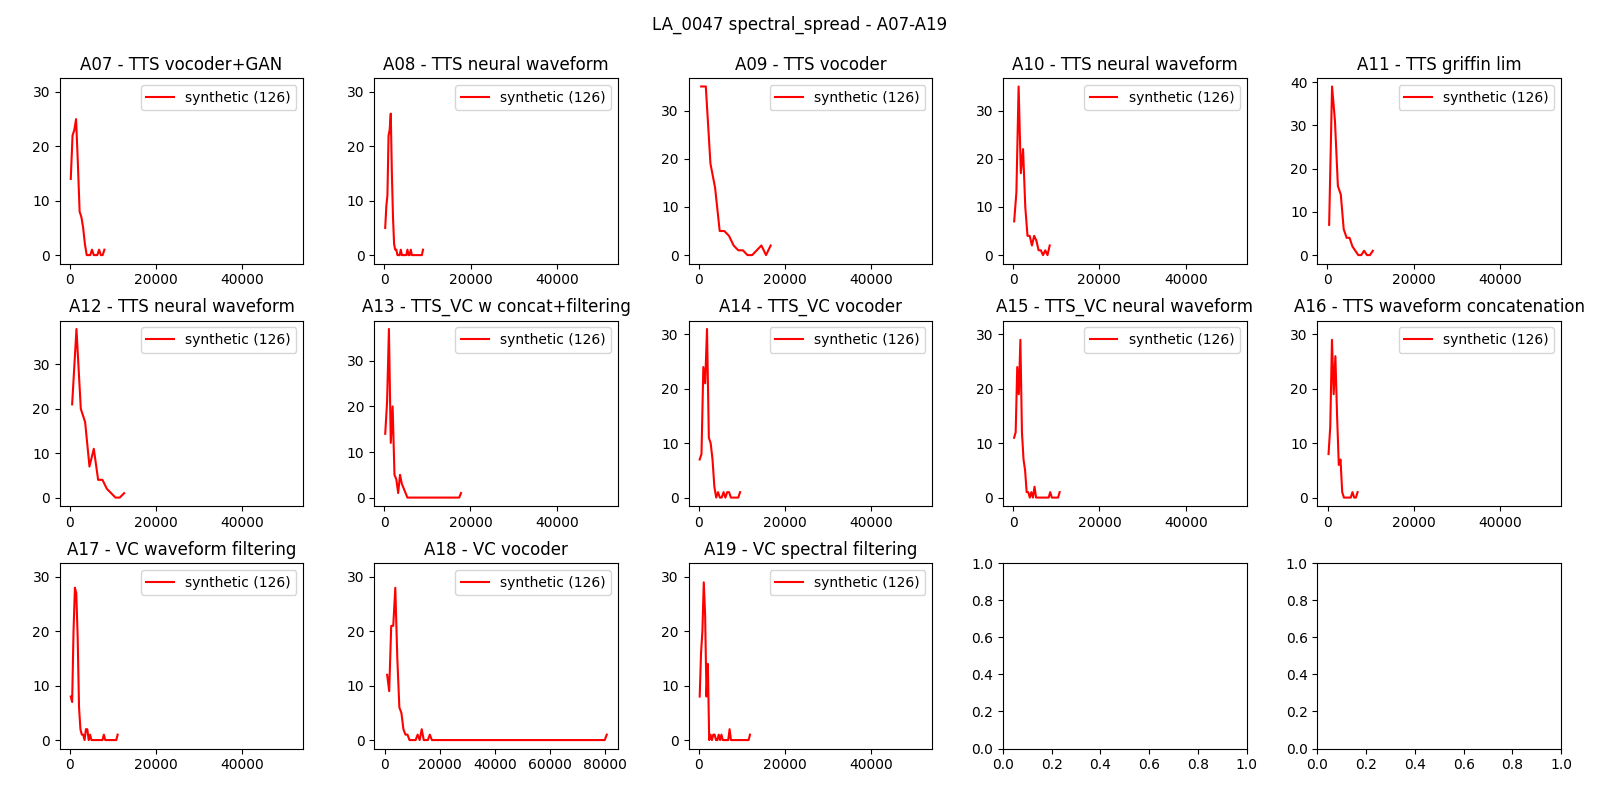 LA_0047 spectral_spread - A07-A19
A07 - TTS vocoder+GAN
synthetic (126)
30
20
10
0
0 20000 40000
A08 - TTS neural waveform
synthetic (126)
30
20
10
0
0 20000 40000
A09 - TTS vocoder
synthetic (126)
30
20
10
0
0 20000 40000
A10 - TTS neural waveform
synthetic (126)
30
20
10
0
0 20000 40000
A11 - TTS griffin lim
synthetic (126)
40
30
20
10
0
0 20000 40000
A12 - TTS neural waveform
synthetic (126)
30
20
10
0
0 20000 40000
A13 - TTS_VC w concat+filtering
synthetic (126)
30
20
10
0
0 20000 40000
A14 - TTS_VC vocoder
synthetic (126)
30
20
10
0
0 20000 40000
A15 - TTS_VC neural waveform
synthetic (126)
30
20
10
0
0 20000 40000
A16 - TTS waveform concatenation
synthetic (126)
30
20
10
0
0 20000 40000
A17 - VC waveform filtering
synthetic (126)
30
20
10
0
0 20000 40000
A18 - VC vocoder
synthetic (126)
30
20
10
0
0 20000 40000 60000 80000
A19 - VC spectral filtering
synthetic (126)
30
20
10
0
0 20000 40000
1.0
0.8
0.6
0.4
0.2
0.0
0.0 0.2 0.4 0.6 0.8 1.0
1.0
0.8
0.6
0.4
0.2
0.0
0.0 0.2 0.4 0.6 0.8 1.0